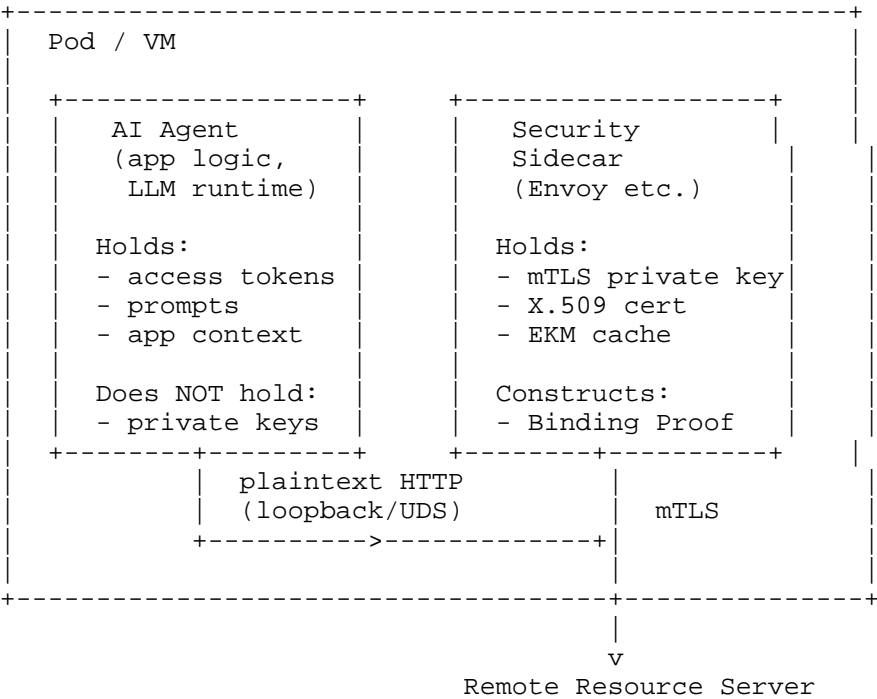 Pod / VM
AI Agent Security
(app logic, Sidecar
LLM runtime) (Envoy etc.)
Holds: Holds:
- access tokens - mTLS private key
- prompts - X.509 cert
- app context - EKM cache
Does NOT hold: Constructs:
- private keys - Binding Proof
plaintext HTTP
(loopback/UDS) mTLS
v
Remote Resource Server